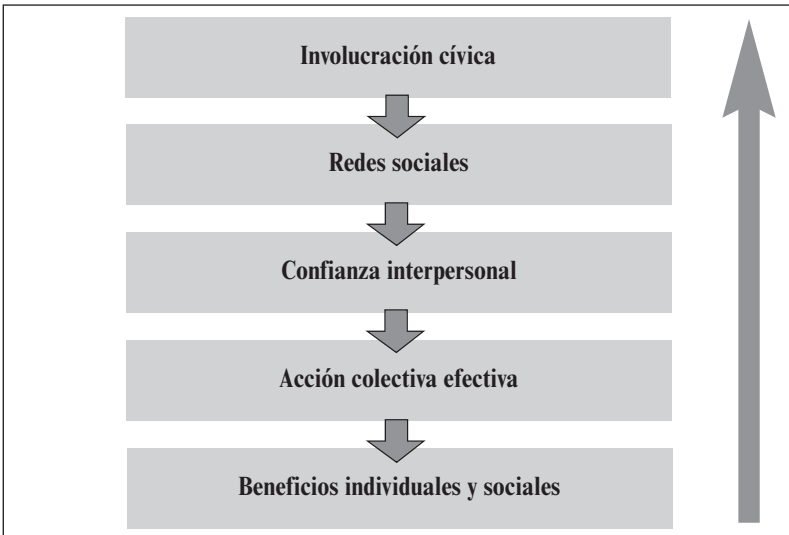 Involucración cívica
Redes sociales
Confianza interpersonal
Acción colectiva efectiva
Beneficios individuales y sociales